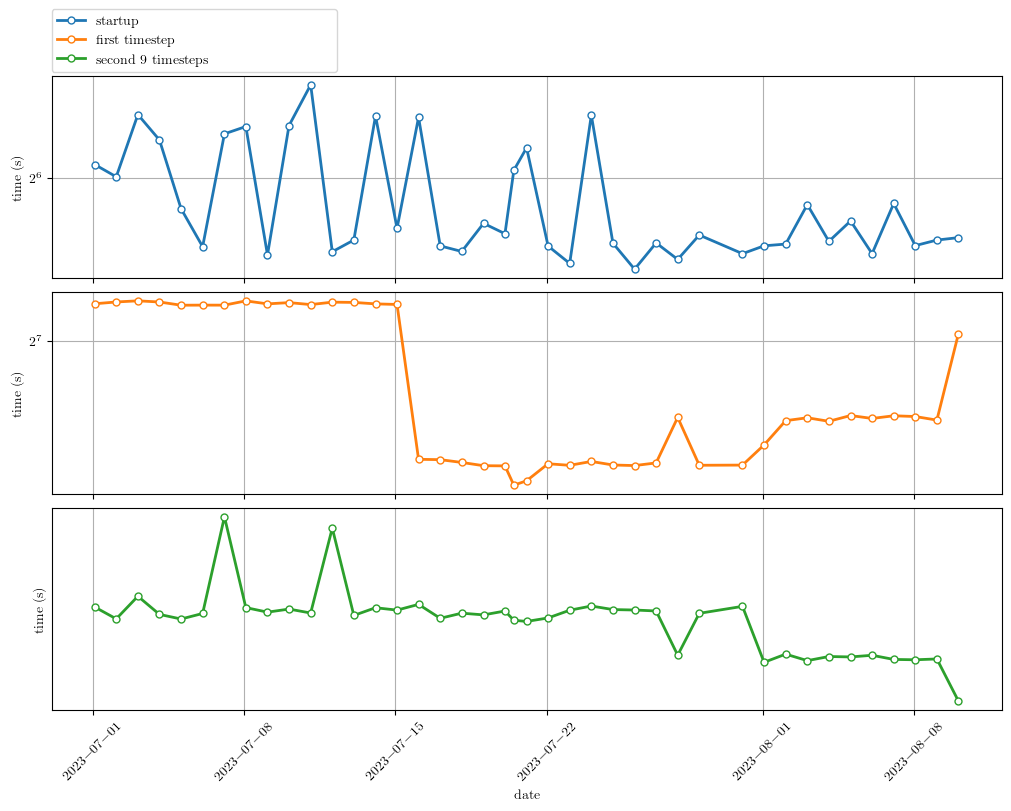 startup
first timestep
second 9 timesteps
time (s)
2^6
time (s)
2^7
time (s)
2023−07−01
2023−07−08
2023−07−15
2023−07−22
2023−08−01
2023−08−08
date